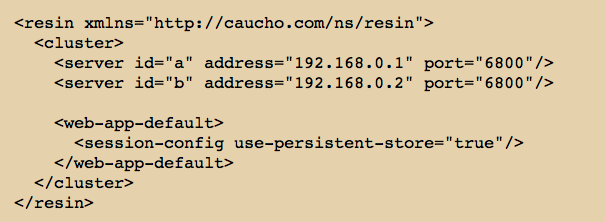 <resin xmlns="http://caucho.com/ns/resin">
  <cluster>
    <server id="a" address="192.168.0.1" port="6800"/>
    <server id="b" address="192.168.0.2" port="6800"/>

    <web-app-default>
      <session-config use-persistent-store="true"/>
    </web-app-default>
  </cluster>
</resin>